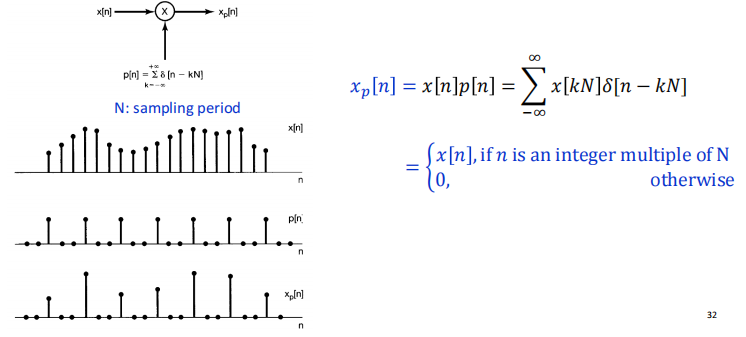 x[n]
X
xₚ[n]
p[n] = Σ δ [n – kN]
+∞
k=–∞
N: sampling period
xₚ[n] = x[n]p[n] = ∑ x[kN]δ[n − kN]
∞
−∞
= {x[n], if n is an integer multiple of N
0, otherwise
x[n]
n
p[n]
n
xₚ[n]
n
32